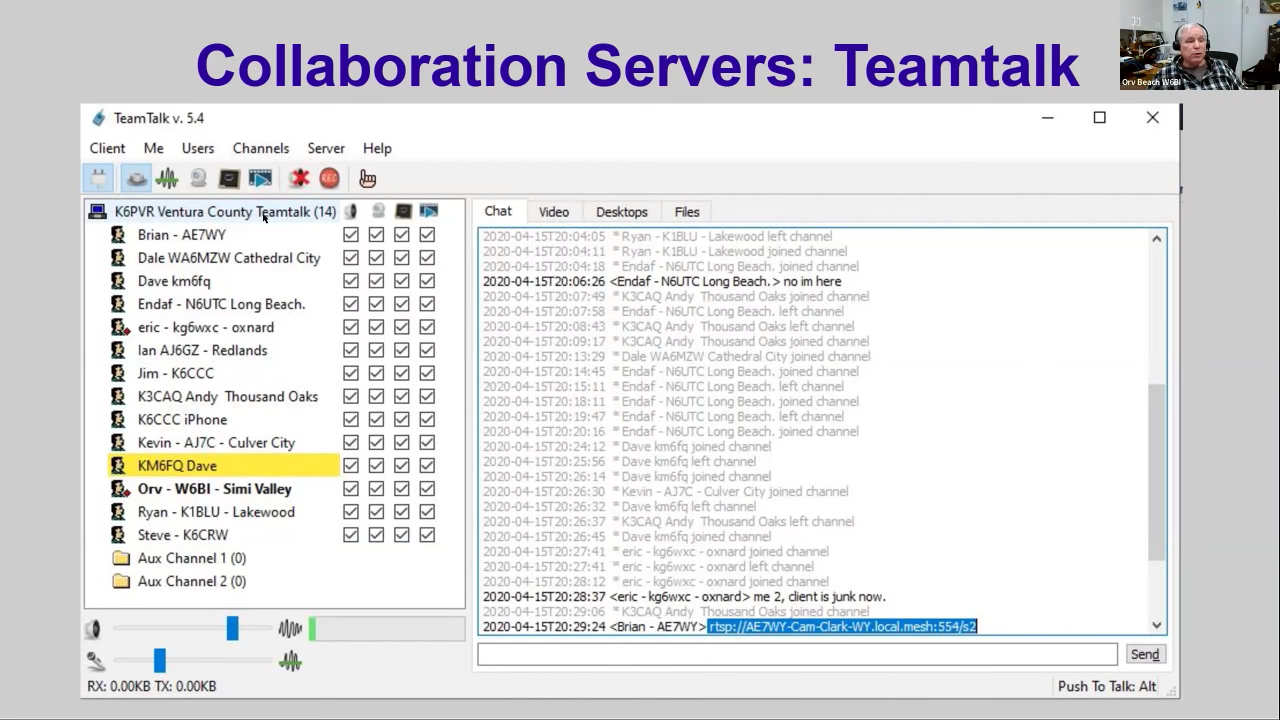 Collaboration Servers: Teamtalk
Orv Beach W6BI
TeamTalk v. 5.4
Client Me Users Channels Server Help
REC
K6PVR Ventura County Teamtalk (14)
Brian - AE7WY
Dale WA6MZW Cathedral City
Dave km6fq
Endaf - N6UTC Long Beach.
eric - kg6wxc - oxnard
Ian AJ6GZ - Redlands
Jim - K6CCC
K3CAQ Andy  Thousand Oaks
K6CCC iPhone
Kevin - AJ7C - Culver City
KM6FQ Dave
Orv - W6BI - Simi Valley
Ryan - K1BLU - Lakewood
Steve - K6CRW
Aux Channel 1 (0)
Aux Channel 2 (0)
RX: 0.00KB TX: 0.00KB
Chat Video Desktops Files
2020-04-15T20:04:05 * Ryan - K1BLU - Lakewood left channel
2020-04-15T20:04:11 * Ryan - K1BLU - Lakewood joined channel
2020-04-15T20:04:18 * Endaf - N6UTC Long Beach. joined channel
2020-04-15T20:06:26 <Endaf - N6UTC Long Beach.> no im here
2020-04-15T20:07:49 * K3CAQ Andy  Thousand Oaks joined channel
2020-04-15T20:07:58 * Endaf - N6UTC Long Beach. left channel
2020-04-15T20:08:43 * K3CAQ Andy  Thousand Oaks left channel
2020-04-15T20:09:17 * K3CAQ Andy  Thousand Oaks joined channel
2020-04-15T20:13:29 * Dale WA6MZW Cathedral City joined channel
2020-04-15T20:14:45 * Endaf - N6UTC Long Beach. joined channel
2020-04-15T20:15:11 * Endaf - N6UTC Long Beach. left channel
2020-04-15T20:18:11 * Endaf - N6UTC Long Beach. joined channel
2020-04-15T20:19:47 * Endaf - N6UTC Long Beach. left channel
2020-04-15T20:20:16 * Endaf - N6UTC Long Beach. joined channel
2020-04-15T20:24:12 * Dave km6fq joined channel
2020-04-15T20:25:56 * Dave km6fq left channel
2020-04-15T20:26:14 * Dave km6fq joined channel
2020-04-15T20:26:30 * Kevin - AJ7C - Culver City joined channel
2020-04-15T20:26:32 * Dave km6fq left channel
2020-04-15T20:26:37 * K3CAQ Andy  Thousand Oaks left channel
2020-04-15T20:26:45 * Dave km6fq joined channel
2020-04-15T20:27:41 * eric - kg6wxc - oxnard joined channel
2020-04-15T20:27:41 * eric - kg6wxc - oxnard left channel
2020-04-15T20:28:12 * eric - kg6wxc - oxnard joined channel
2020-04-15T20:28:37 <eric - kg6wxc - oxnard> me 2, client is junk now.
2020-04-15T20:29:06 * K3CAQ Andy  Thousand Oaks joined channel
2020-04-15T20:29:24 <Brian - AE7WY> rtsp://AE7WY-Cam-Clark-WY.local.mesh:554/s2
Send
Push To Talk: Alt